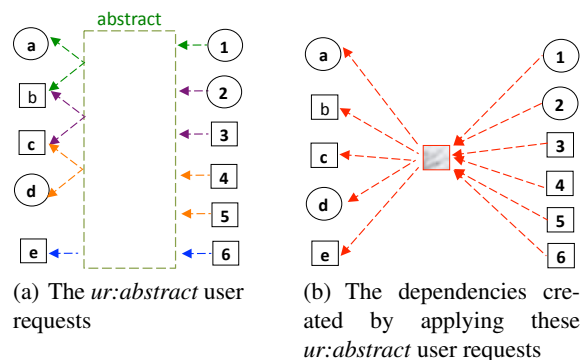 abstract
a
1
b
2
c
3
d
4
5
e
6
a
1
b
2
c
3
d
4
5
e
6
(a) The ur:abstract user
requests
(b) The dependencies cre-
ated by applying these
ur:abstract user requests